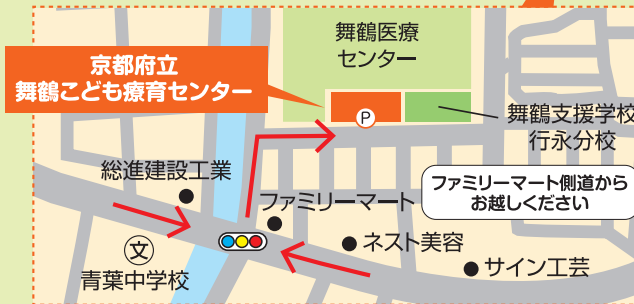 舞鶴医療
センター
京都府立
舞鶴こども療育センター
P
舞鶴支援学校
行永分校
総進建設工業
ファミリーマート
ファミリーマート側道から
お越しください
文
青葉中学校
ネスト美容
サイン工芸